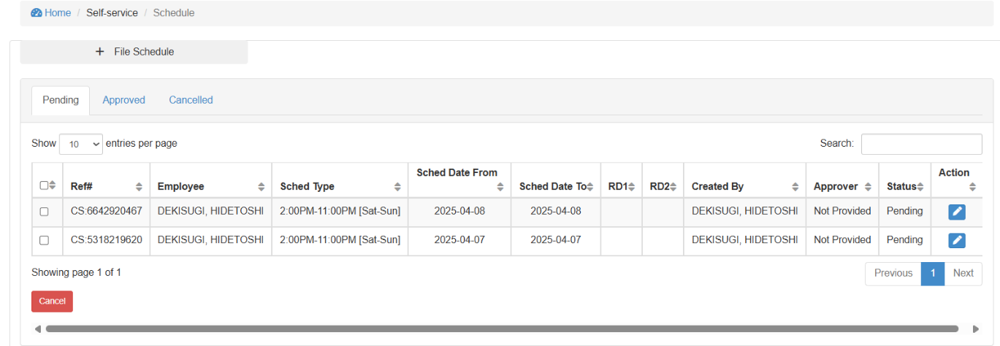 Home / Self-service / Schedule
+ File Schedule
Pending Approved Cancelled
Show 10 entries per page Search:
Ref# Employee Sched Type Sched Date From Sched Date To RD1 RD2 Created By Approver Status Action
CS:6642920467 DEKISUGI, HIDETOSHI 2:00PM-11:00PM [Sat-Sun] 2025-04-08 2025-04-08 DEKISUGI, HIDETOSHI Not Provided Pending
CS:5318219620 DEKISUGI, HIDETOSHI 2:00PM-11:00PM [Sat-Sun] 2025-04-07 2025-04-07 DEKISUGI, HIDETOSHI Not Provided Pending
Showing page 1 of 1 Previous 1 Next
Cancel